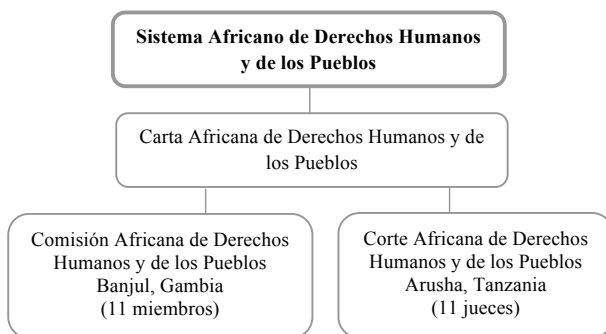 Sistema Africano de Derechos Humanos
y de los Pueblos
Carta Africana de Derechos Humanos y de
los Pueblos
Comisión Africana de Derechos
Humanos y de los Pueblos
Banjul, Gambia
(11 miembros)
Corte Africana de Derechos
Humanos y de los Pueblos
Arusha, Tanzania
(11 jueces)